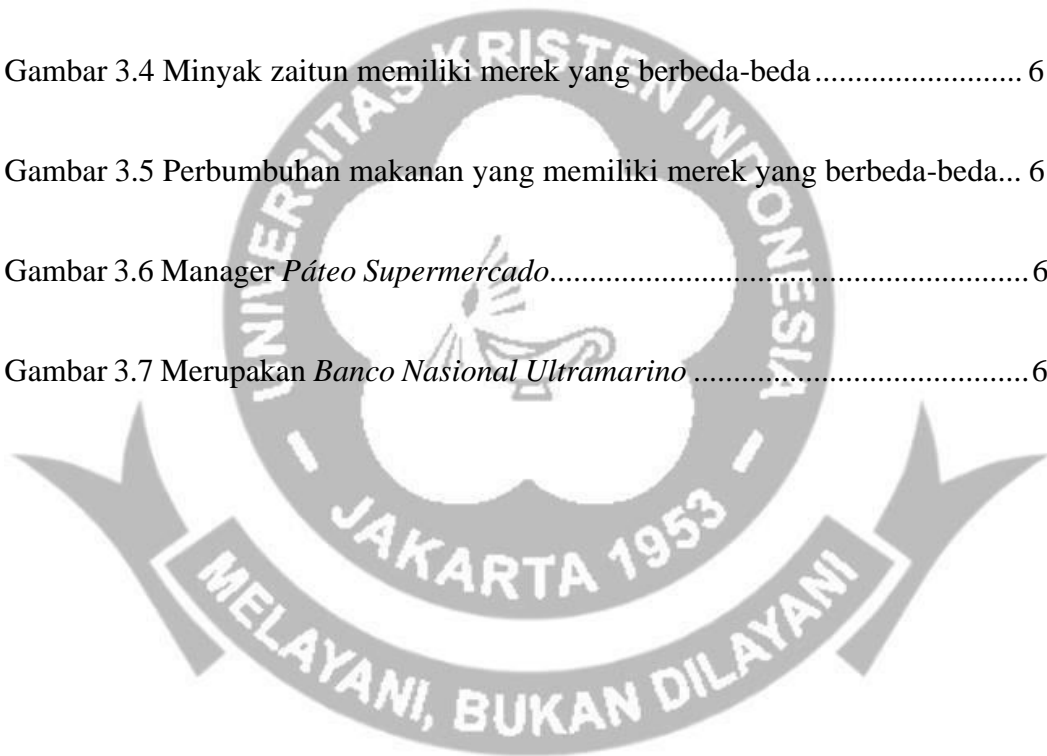 Gambar 3.4 Minyak zaitun memiliki merek yang berbeda-beda.......................... 6
Gambar 3.5 Perbumbuhan makanan yang memiliki merek yang berbeda-beda... 6
Gambar 3.6 Manager Páteo Supermercado............................................................ 6
Gambar 3.7 Merupakan Banco Nasional Ultramarino .......................................... 6
UNIVERSITAS KRISTEN INDONESIA
– JAKARTA 1953 –
MELAYANI, BUKAN DILAYANI